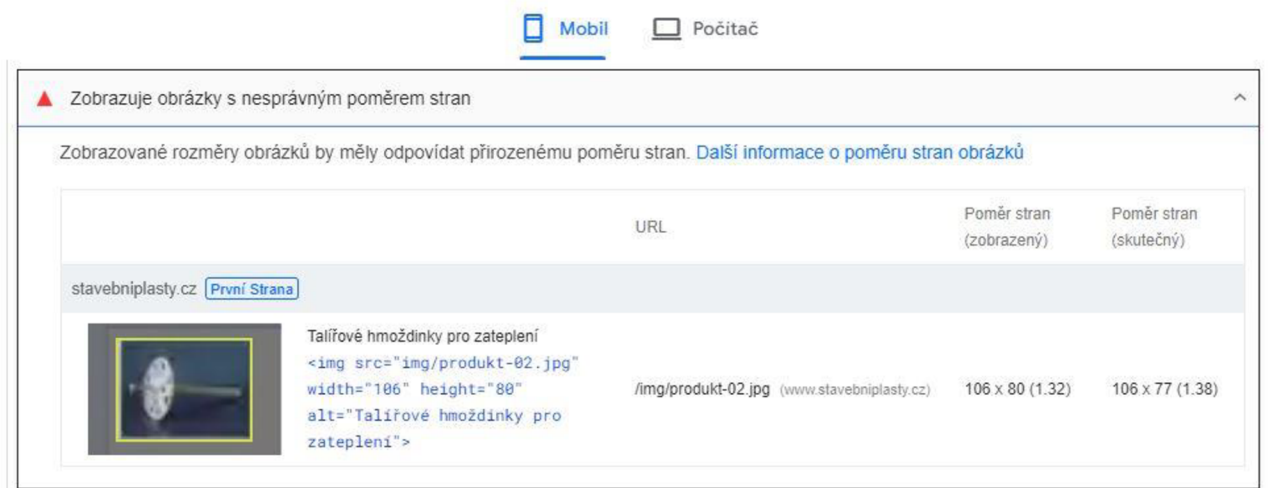 Mobil
Počítač
Zobrazuje obrázky s nesprávným poměrem stran
Zobrazované rozměry obrázků by měly odpovídat přirozenému poměru stran. Další informace o poměru stran obrázků
URL
Poměr stran
(zobrazený)
Poměr stran
(skutečný)
stavebniplasty.cz První Strana
Talířové hmoždinky pro zateplení
<img src="img/produkt-02.jpg"
width="106" height="80"
alt="Talířové hmoždinky pro
zateplení">
/img/produkt-02.jpg (www.stavebniplasty.cz)
106 x 80 (1.32)
106 x 77 (1.38)